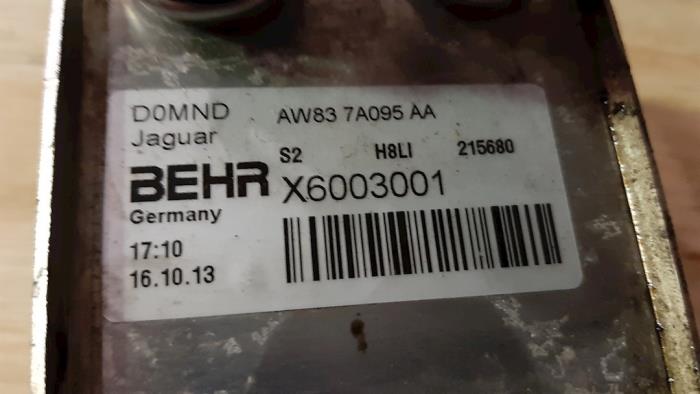 D0MND AW83 7A095 AA
Jaguar
S2 H8LI 215680
BEHR X6003001
Germany
17:10
16.10.13